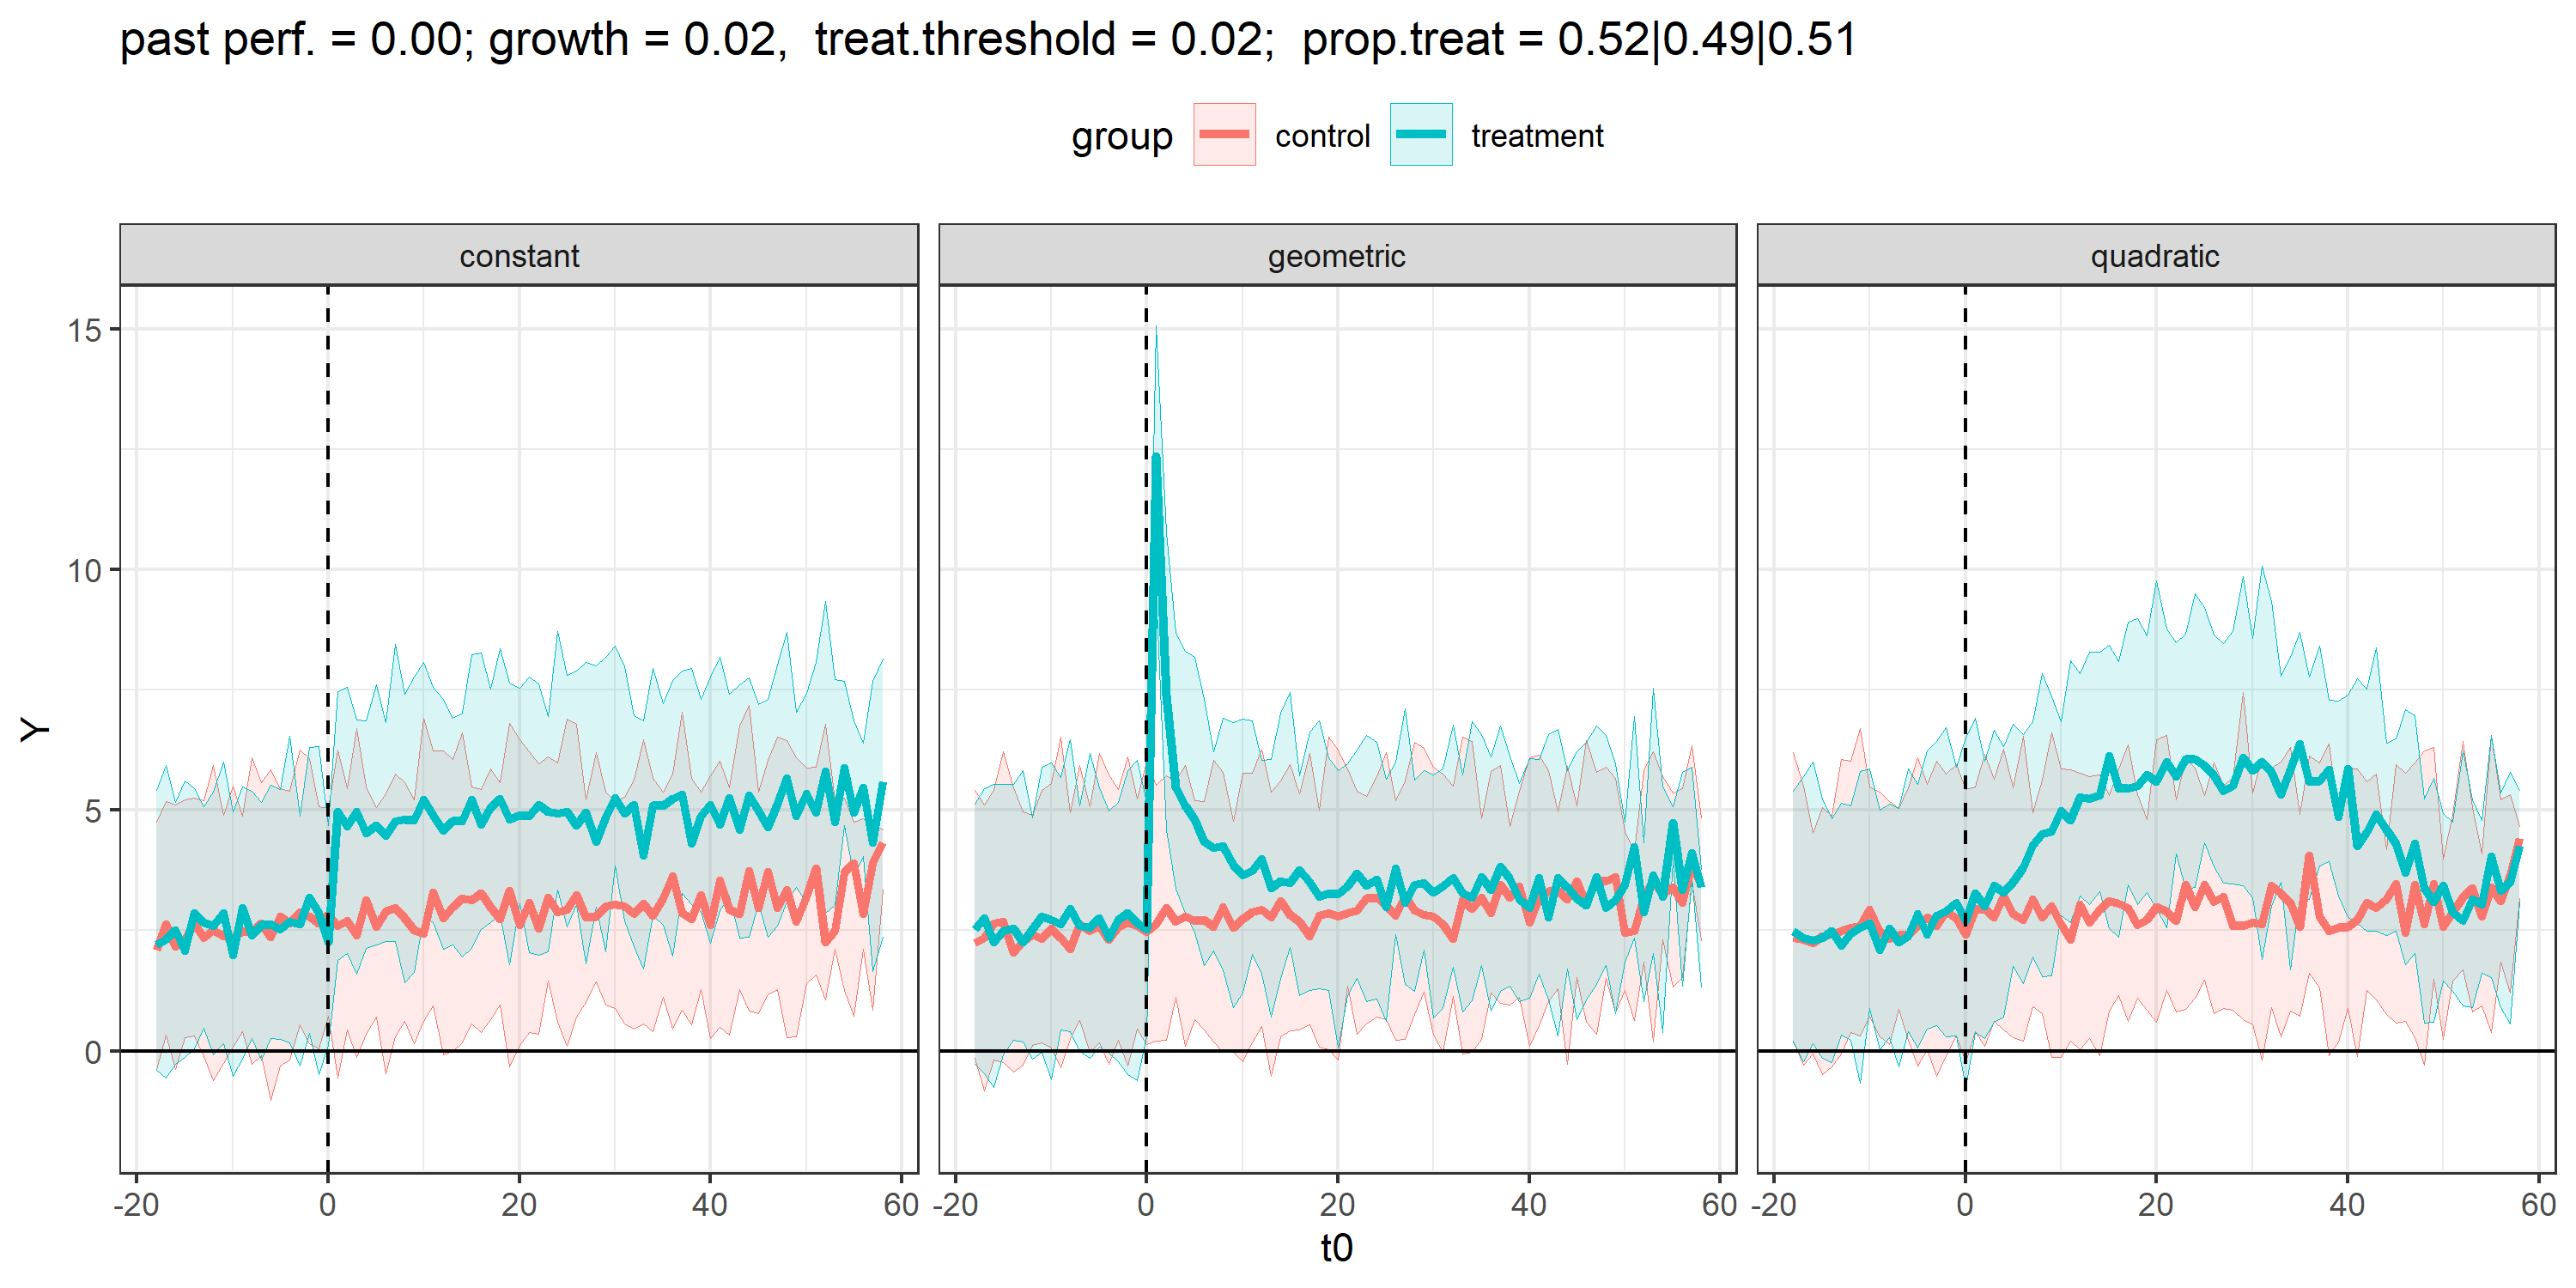 past perf. = 0.00; growth = 0.02,  treat.threshold = 0.02;  prop.treat = 0.52|0.49|0.51
group control treatment
constant geometric quadratic
15
10
5
0
Y
-20 0 20 40 60 -20 0 20 40 60 -20 0 20 40 60
t0